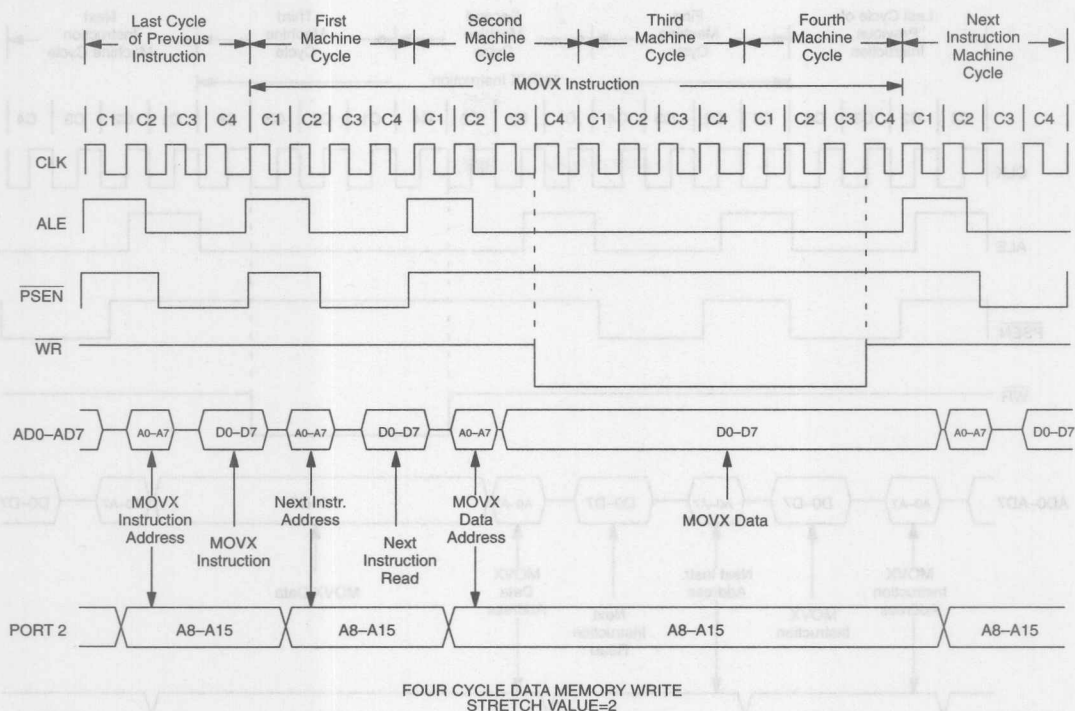 Last Cycle
of Previous
Instruction
First
Machine
Cycle
Second
Machine
Cycle
Third
Machine
Cycle
Fourth
Machine
Cycle
Next
Instruction
Machine
Cycle
MOVX Instruction
C1 C2 C3 C4 C1 C2 C3 C4 C1 C2 C3 C4 C1 C2 C3 C4 C1 C2 C3 C4 C1 C2 C3 C4
CLK
ALE
PSEN
WR
AD0–AD7 A0–A7 D0–D7 A0–A7 D0–D7 A0–A7 D0–D7 A0–A7 D0–D7
MOVX
Instruction
Address
MOVX
Instruction
Next Instr.
Address
Next
Instruction
Read
MOVX
Data
Address
MOVX Data
PORT 2 A8–A15 A8–A15 A8–A15 A8–A15
FOUR CYCLE DATA MEMORY WRITE
STRETCH VALUE=2